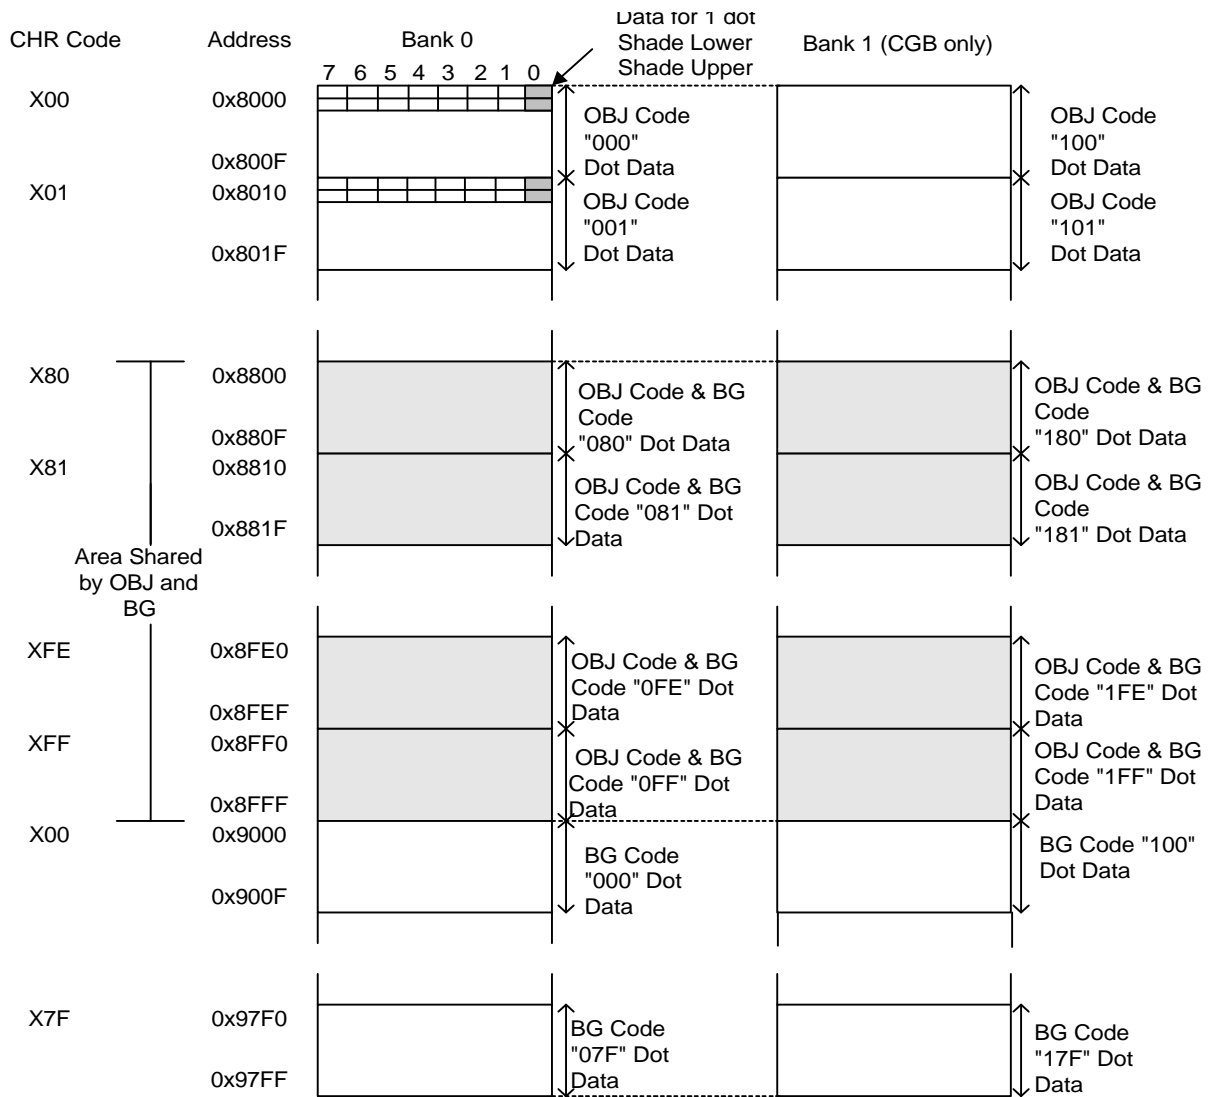 Data for 1 dot
Shade Lower
Shade Upper
CHR Code Address Bank 0 Bank 1 (CGB only)
7 6 5 4 3 2 1 0
X00 0x8000
0x800F
OBJ Code
"000"
Dot Data
OBJ Code
"100"
Dot Data
X01 0x8010
0x801F
OBJ Code
"001"
Dot Data
OBJ Code
"101"
Dot Data
X80 0x8800
0x880F
OBJ Code & BG
Code
"080" Dot Data
OBJ Code & BG
Code
"180" Dot Data
X81 0x8810
0x881F
OBJ Code & BG
Code "081" Dot
Data
OBJ Code & BG
Code
"181" Dot Data
Area Shared
by OBJ and
BG
XFE 0x8FE0
0x8FEF
OBJ Code & BG
Code "0FE" Dot
Data
OBJ Code & BG
Code "1FE" Dot
Data
XFF 0x8FF0
0x8FFF
OBJ Code & BG
Code "0FF" Dot
Data
OBJ Code & BG
Code "1FF" Dot
Data
X00 0x9000
0x900F
BG Code
"000" Dot
Data
BG Code "100"
Dot Data
X7F 0x97F0
0x97FF
BG Code
"07F" Dot
Data
BG Code
"17F" Dot
Data